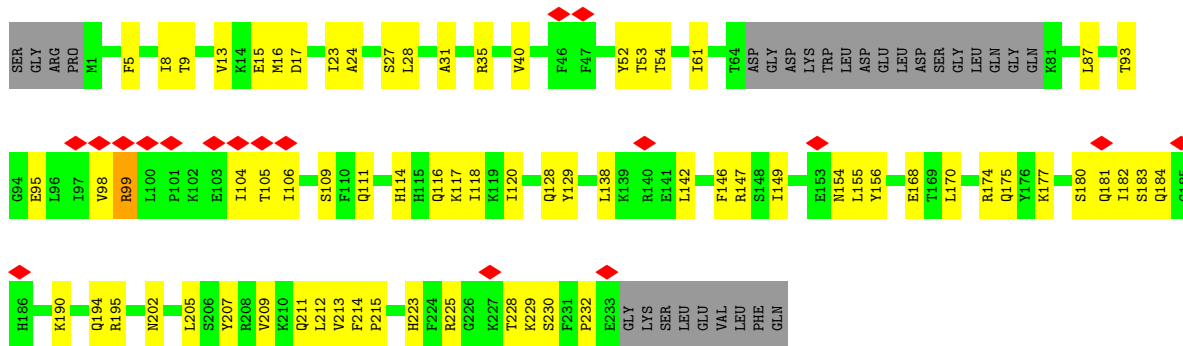 SER GLY ARG PRO M1 F5 I8 T9 V13 K14 E15 M16 D17 I23 A24 S27 L28 A31 R35 V40 F46 F47 Y52 T53 T54 I61 T64 ASP GLY ASP LYS TRP LEU ASP GLU LEU ASP SER GLY LEU GLN GLY GLN K81 L87 T93
G94 E95 L96 I97 V98 R99 L100 P101 K102 E103 I104 T105 I106 S109 F110 Q111 H114 H115 Q116 K117 I118 K119 I120 Q128 Y129 L138 K139 R140 E141 L142 F146 R147 S148 I149 E153 N154 L155 Y156 E168 T169 L170 R174 Q175 Y176 K177 S180 Q181 I182 S183 Q184
H186 K190 Q194 R195 N202 L205 S206 Y207 R208 V209 K210 Q211 L212 V213 F214 P215 H223 F224 R225 G226 K227 T228 K229 S230 F231 P232 E233 GLY LYS SER LEU GLU VAL LEU PHE GLN